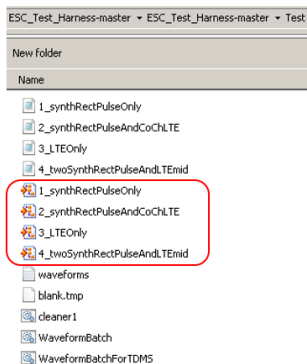 ESC_Test_Harness-master ▾ ESC_Test_Harness-master ▾ Test
New folder
Name
1_synthRectPulseOnly
2_synthRectPulseAndCoChLTE
3_LTEOnly
4_twoSynthRectPulseAndLTEmid
1_synthRectPulseOnly
2_synthRectPulseAndCoChLTE
3_LTEOnly
4_twoSynthRectPulseAndLTEmid
waveforms
blank.tmp
cleaner1
WaveformBatch
WaveformBatchForTDMS